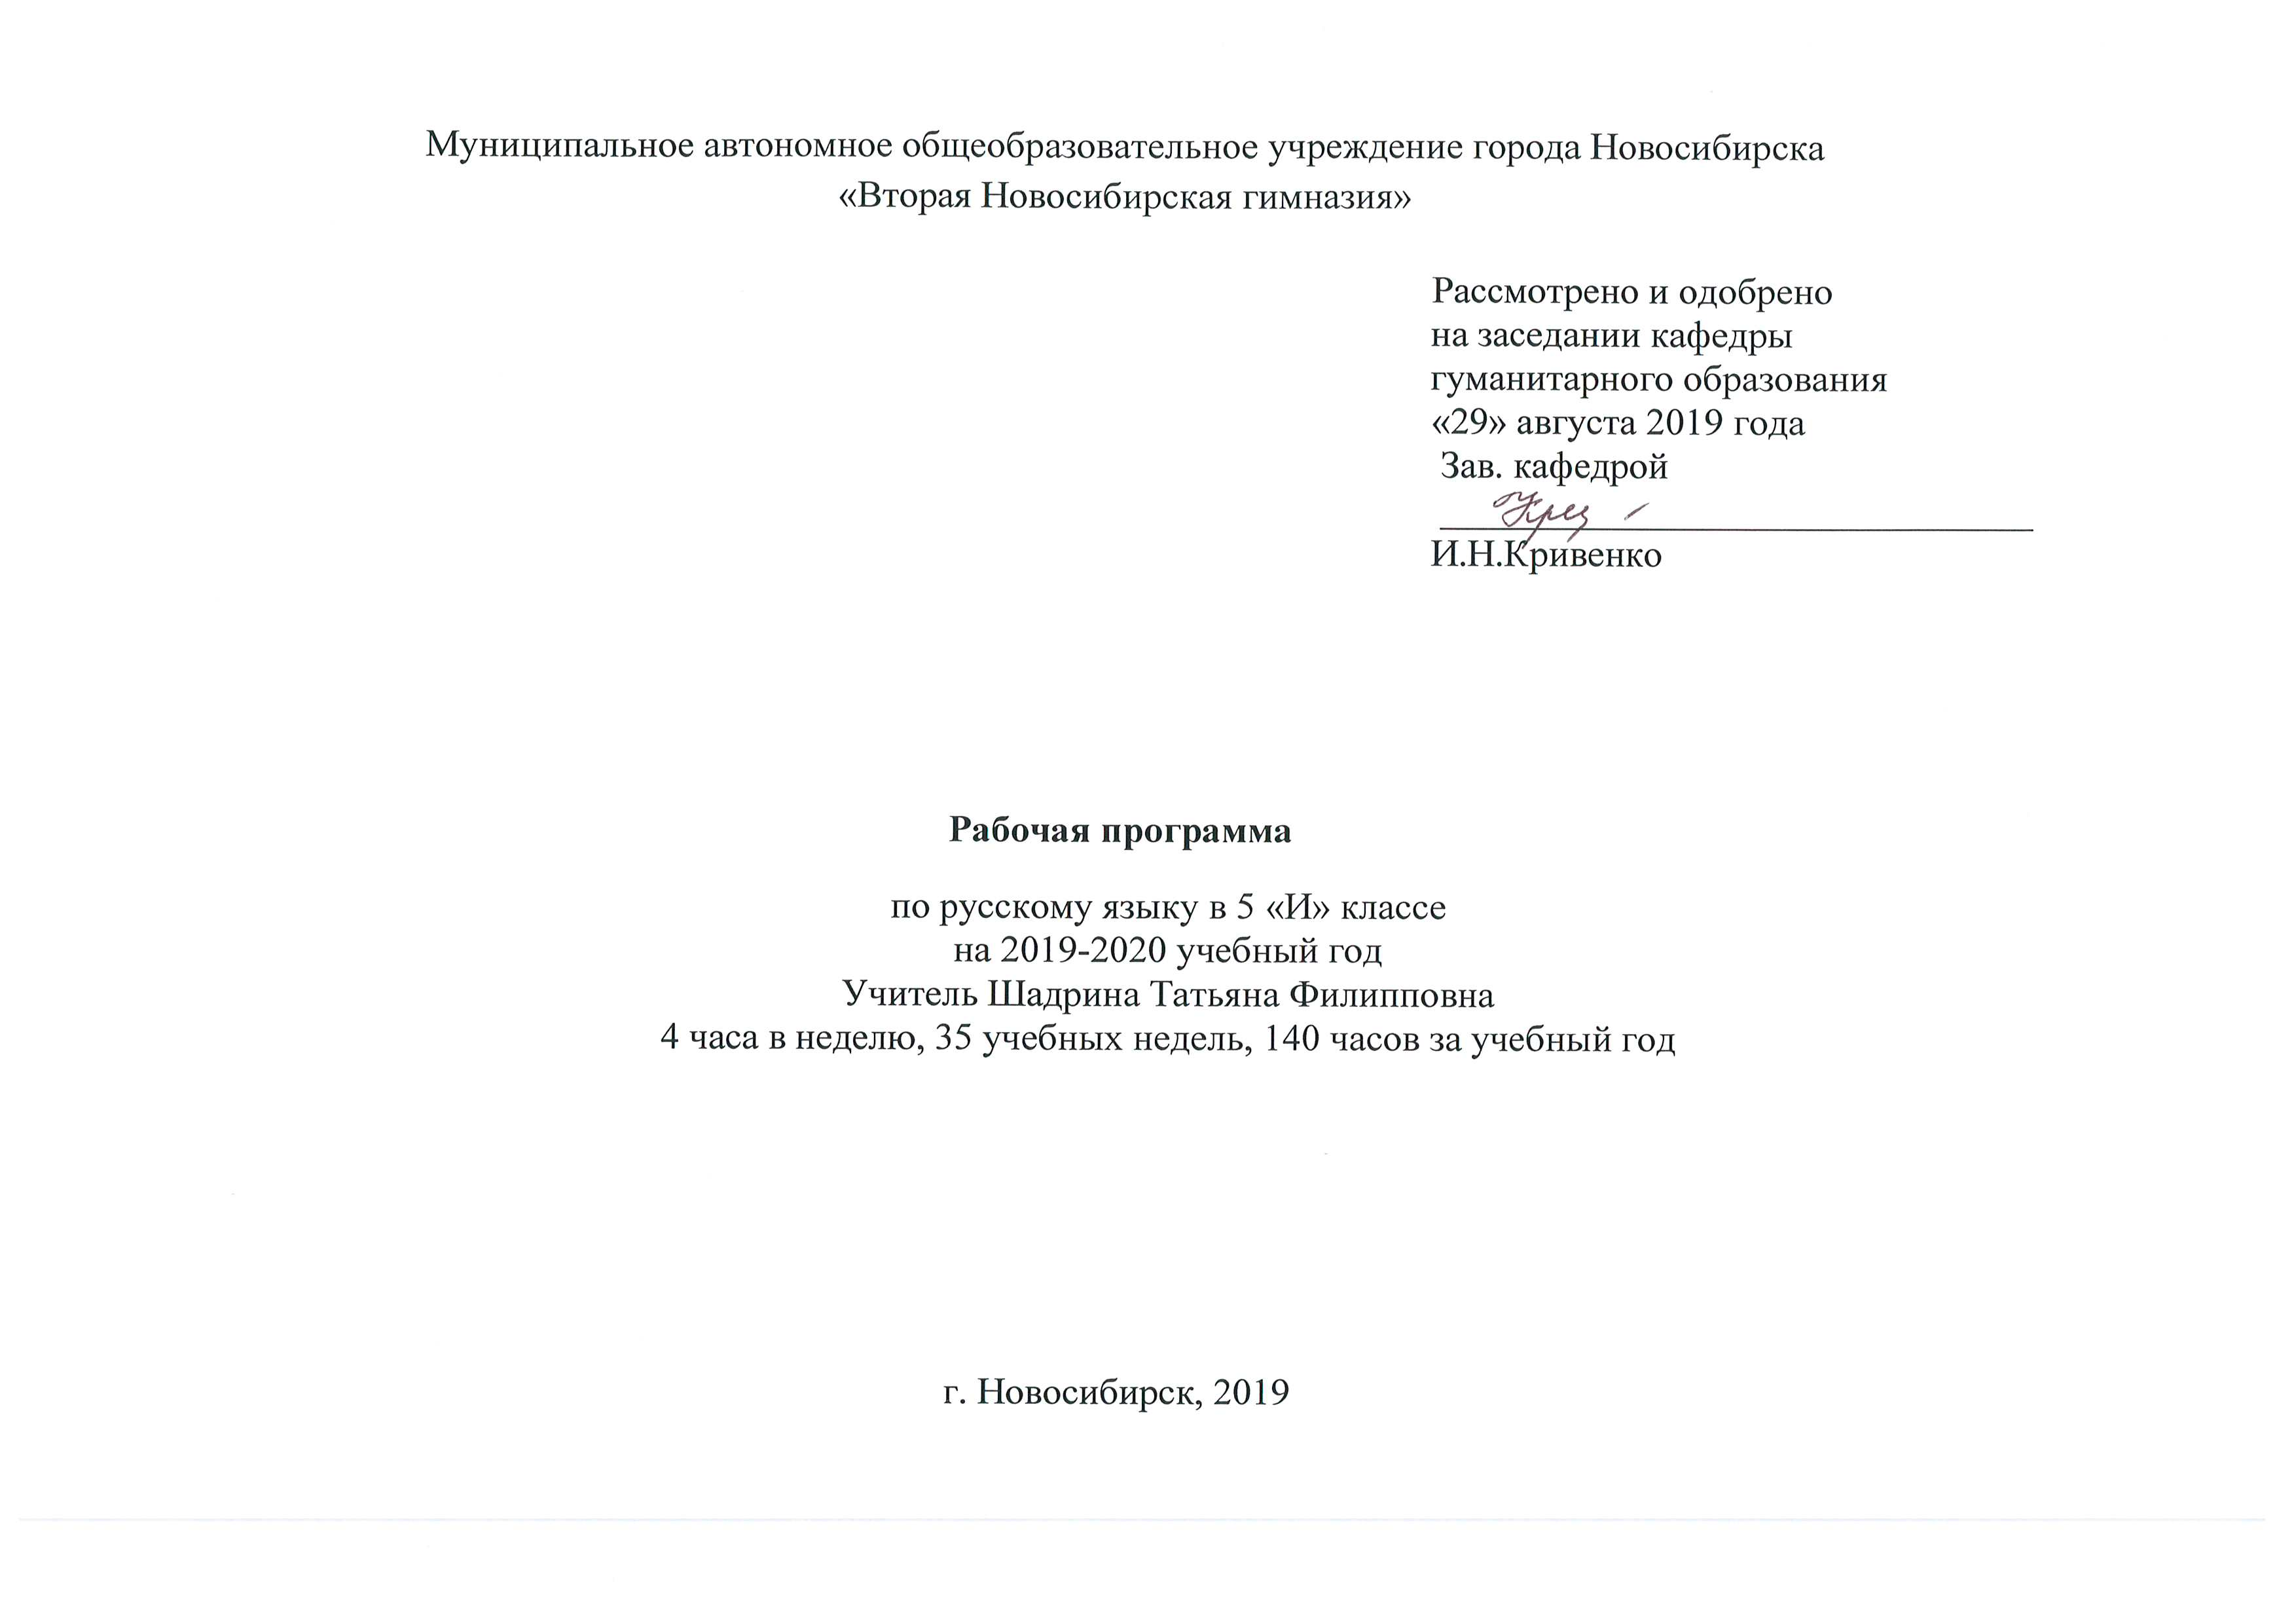 Муниципальное автономное общеобразовательное учреждение города Новосибирска
«Вторая Новосибирская гимназия»
Рассмотрено и одобрено
на заседании кафедры
гуманитарного образования
«29» августа 2019 года
Зав. кафедрой
И.Н.Кривенко
Рабочая программа
по русскому языку в 5 «И» классе
на 2019-2020 учебный год
Учитель Шадрина Татьяна Филипповна
4 часа в неделю, 35 учебных недель, 140 часов за учебный год
г. Новосибирск, 2019